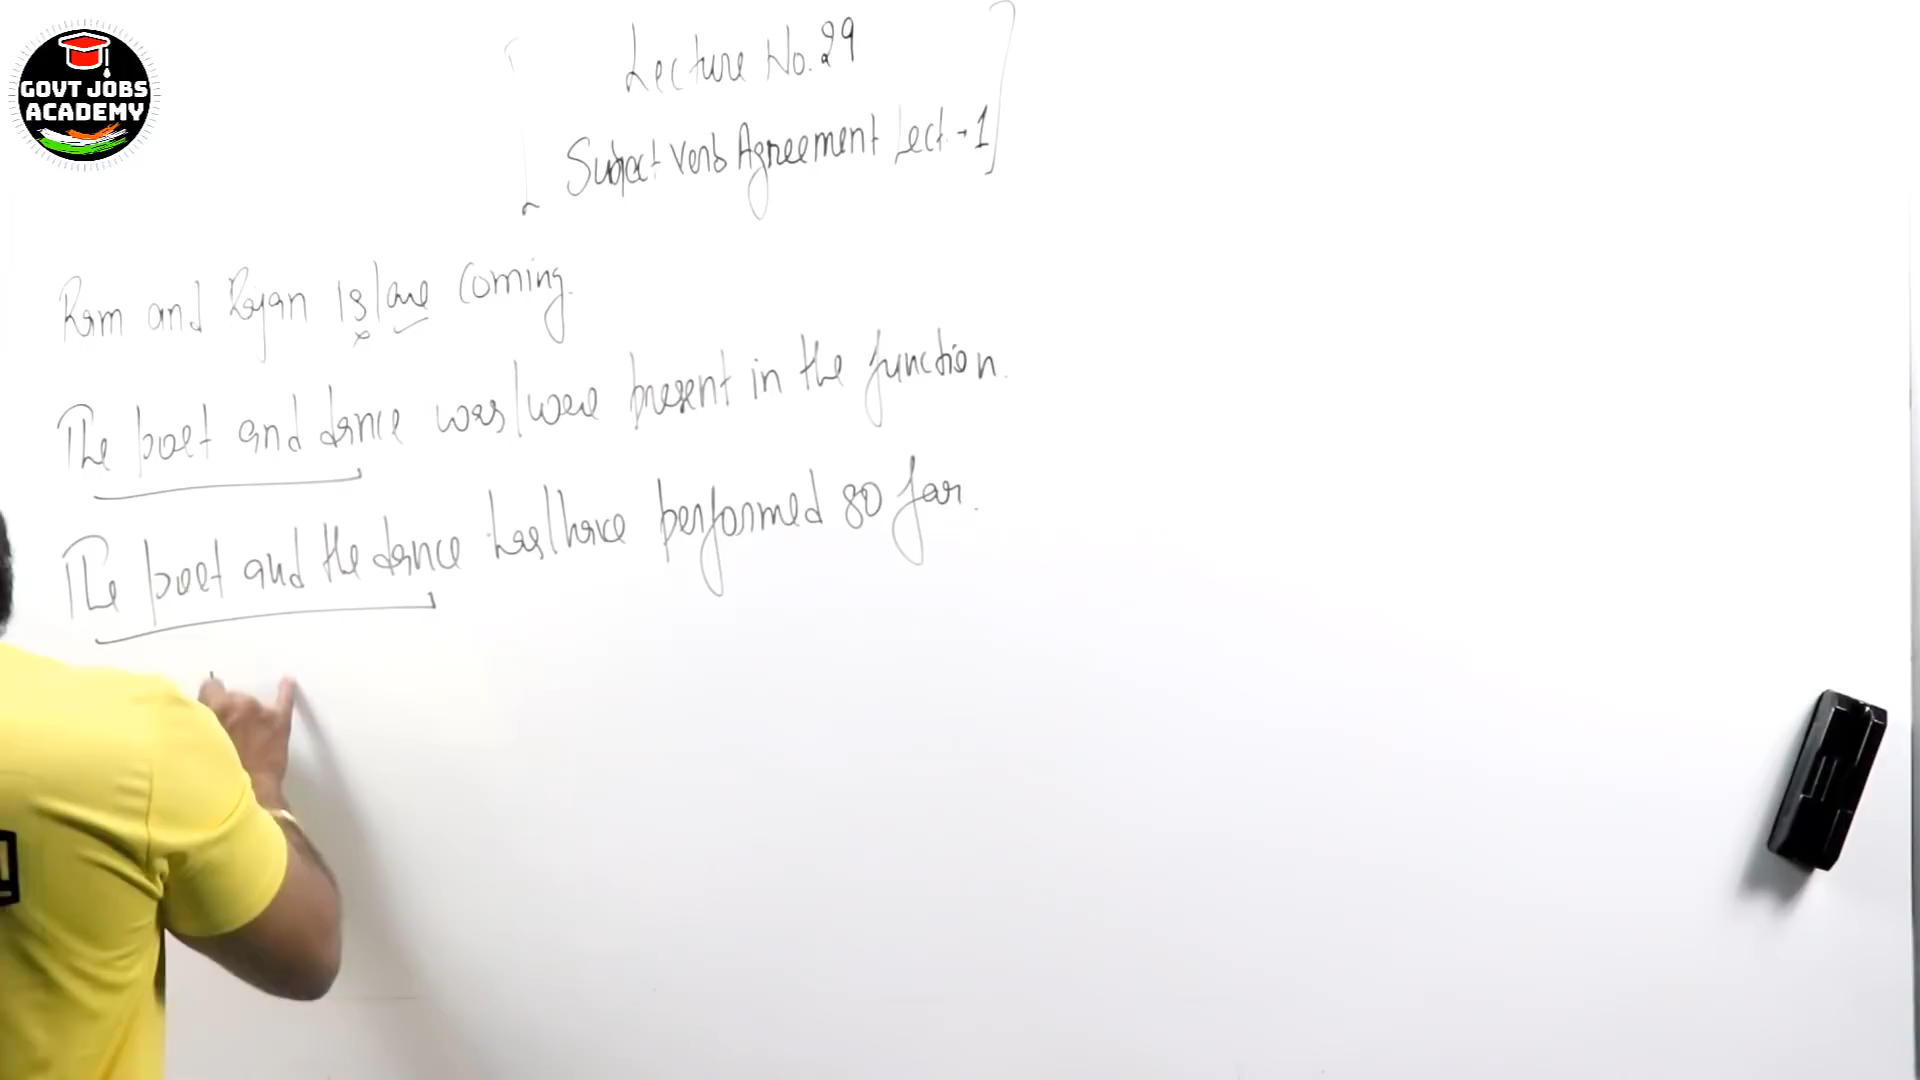 GOVT JOBS
ACADEMY
Lecture No. 29
Subject Verb Agreement Lect - 1
Ram and Ryan is/are coming.
The poet and dance was/were present in the function.
The poet and the dance has/have performed so far.